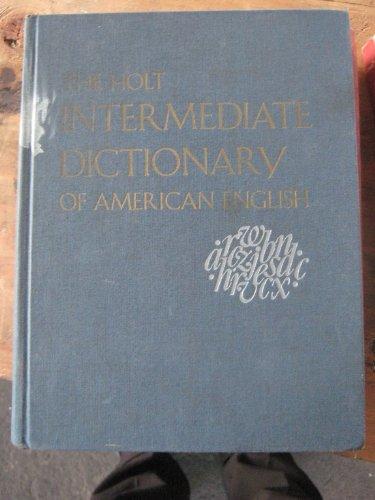 THE HOLT
INTERMEDIATE
DICTIONARY
OF AMERICAN ENGLISH